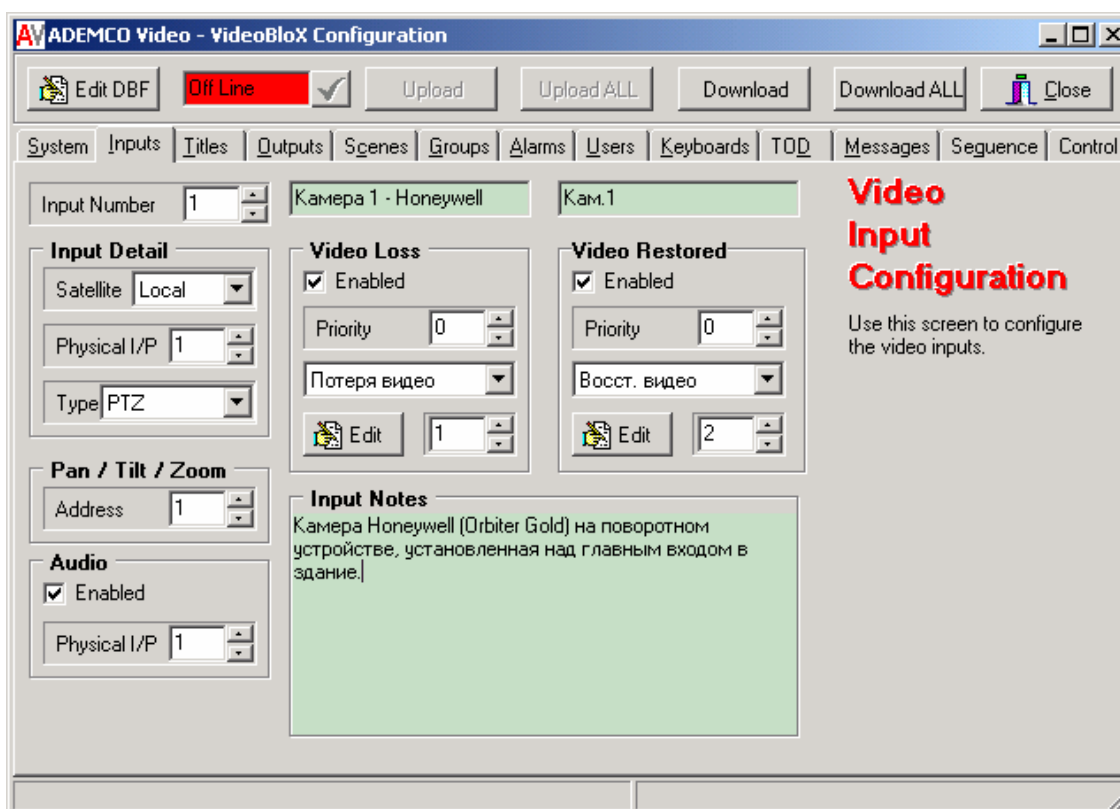 AV ADEMCO Video - VideoBloX Configuration
Edit DBF
Off Line
Upload
Upload ALL
Download
Download ALL
Close
System
Inputs
Titles
Outputs
Scenes
Groups
Alarms
Users
Keyboards
TOD
Messages
Seguence
Control
Input Number
1
Камера 1 - Honeywell
Кам.1
Video
Input
Configuration
Use this screen to configure
the video inputs.
Input Detail
Satellite
Local
Physical I/P
1
Type
PTZ
Video Loss
Enabled
Priority
0
Потеря видео
Edit
1
Video Restored
Enabled
Priority
0
Восст. видео
Edit
2
Pan / Tilt / Zoom
Address
1
Audio
Enabled
Physical I/P
1
Input Notes
Камера Honeywell (Orbiter Gold) на поворотном
устройстве, установленная над главным входом в
здание.